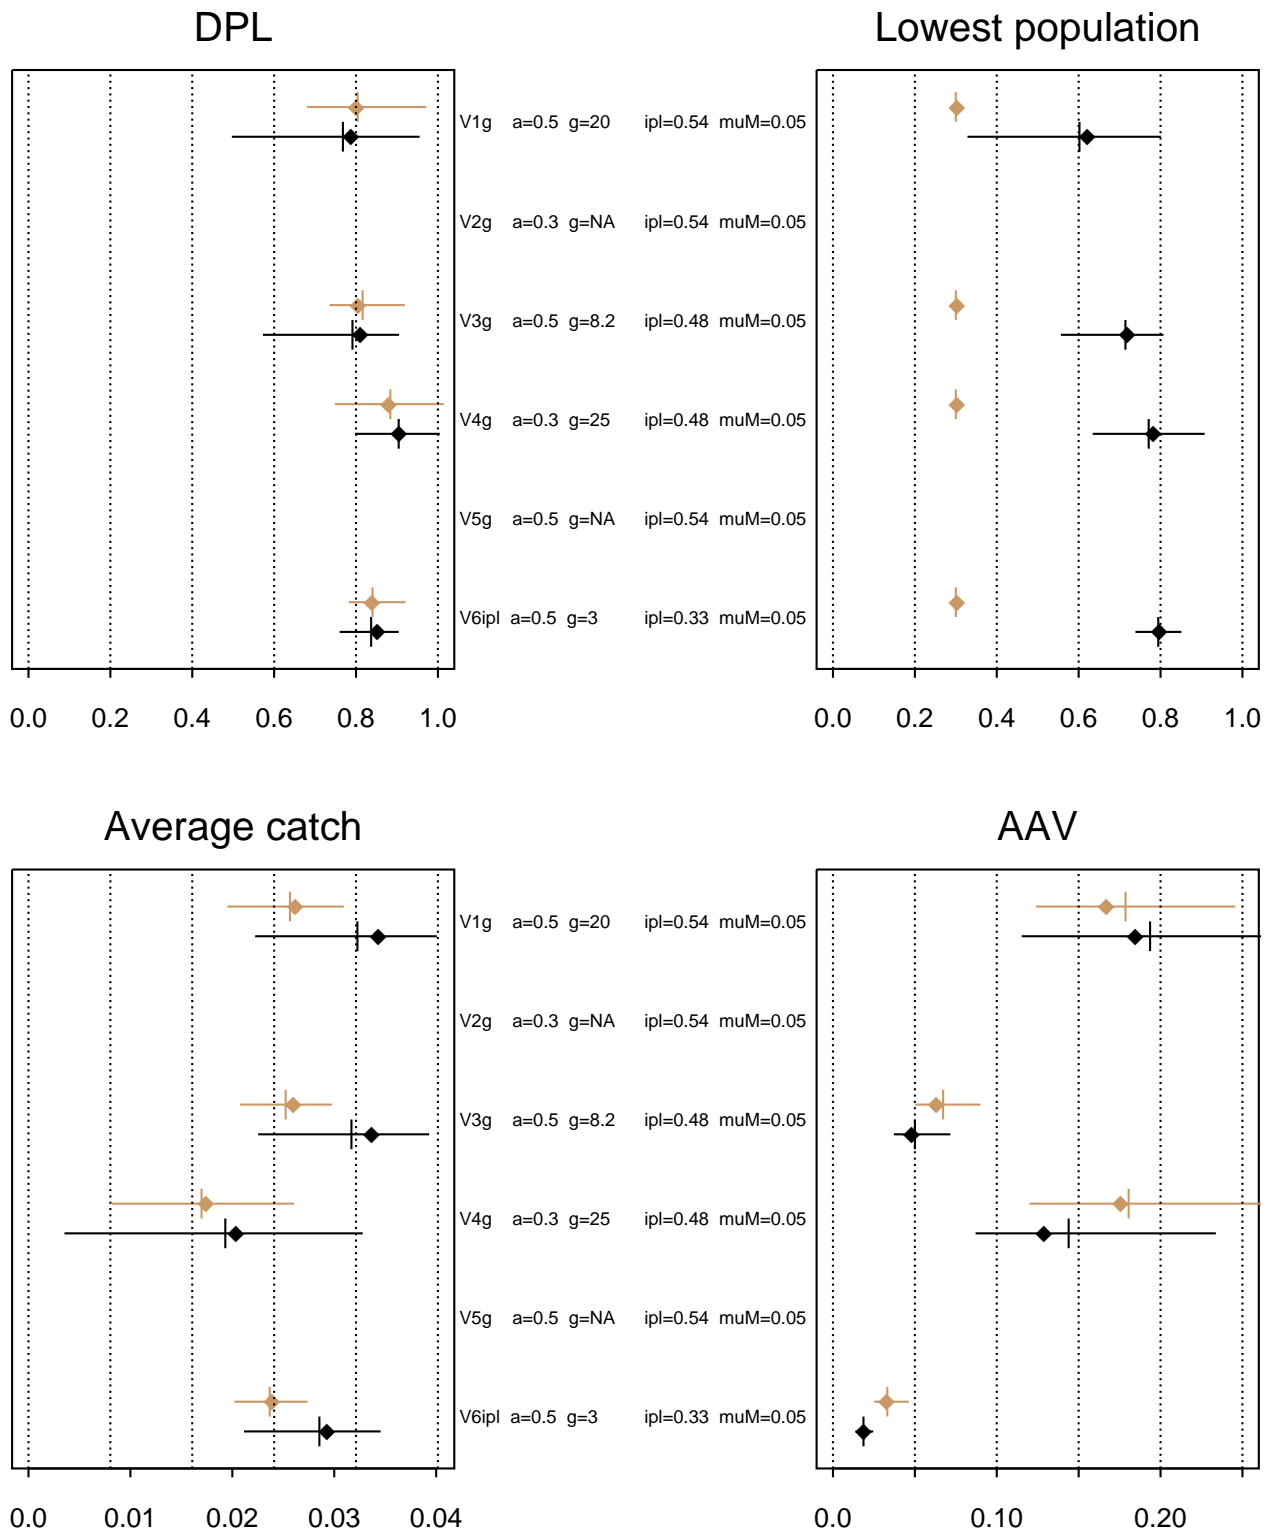 DPL
Lowest population
V1g a=0.5 g=20 ipl=0.54 muM=0.05
V2g a=0.3 g=NA ipl=0.54 muM=0.05
V3g a=0.5 g=8.2 ipl=0.48 muM=0.05
V4g a=0.3 g=25 ipl=0.48 muM=0.05
V5g a=0.5 g=NA ipl=0.54 muM=0.05
V6ipl a=0.5 g=3 ipl=0.33 muM=0.05
0.0 0.2 0.4 0.6 0.8 1.0
0.0 0.2 0.4 0.6 0.8 1.0
Average catch
AAV
V1g a=0.5 g=20 ipl=0.54 muM=0.05
V2g a=0.3 g=NA ipl=0.54 muM=0.05
V3g a=0.5 g=8.2 ipl=0.48 muM=0.05
V4g a=0.3 g=25 ipl=0.48 muM=0.05
V5g a=0.5 g=NA ipl=0.54 muM=0.05
V6ipl a=0.5 g=3 ipl=0.33 muM=0.05
0.0 0.01 0.02 0.03 0.04
0.0 0.10 0.20